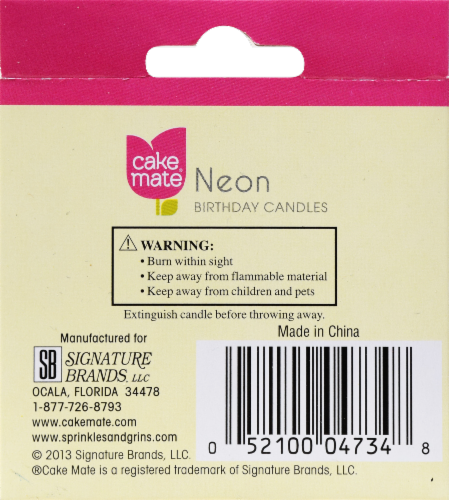 cake
mate®
Neon
BIRTHDAY CANDLES
WARNING:
• Burn within sight
• Keep away from flammable material
• Keep away from children and pets
Extinguish candle before throwing away.
Made in China
Manufactured for
SB SIGNATURE
BRANDS, LLC
OCALA, FLORIDA 34478
1-877-726-8793
www.cakemate.com
www.sprinklesandgrins.com
© 2013 Signature Brands, LLC.
®Cake Mate is a registered trademark of Signature Brands, LLC.
0 52100 04734 8